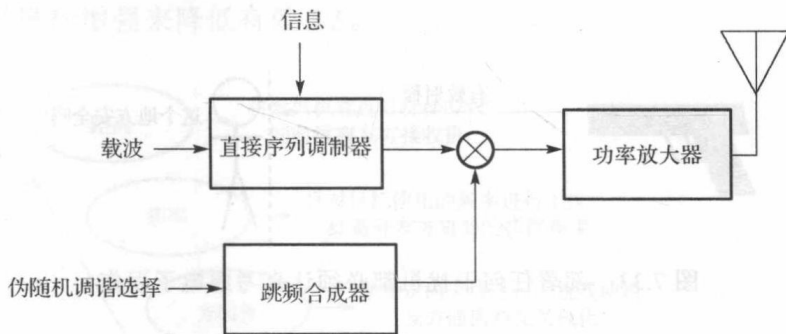 信息
载波
直接序列调制器
功率放大器
伪随机调谐选择
跳频合成器